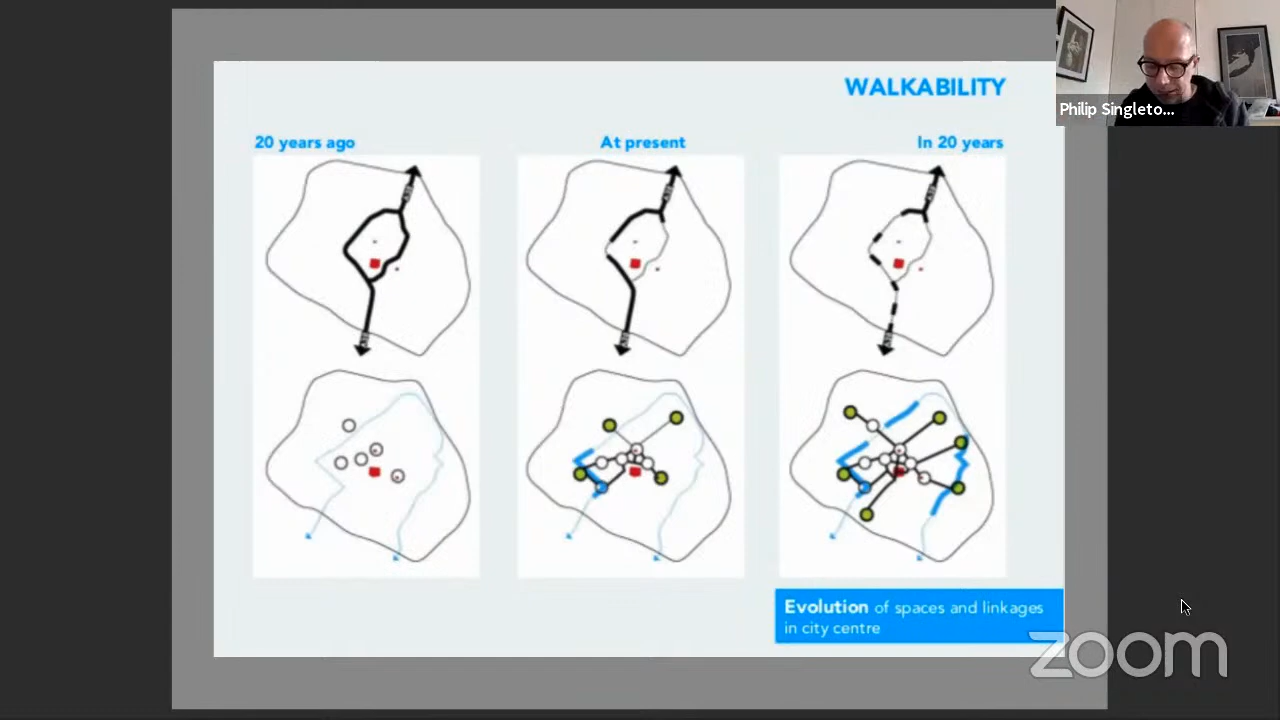 WALKABILITY
Philip Singleto...
20 years ago
At present
In 20 years
Evolution of spaces and linkages
in city centre
zoom